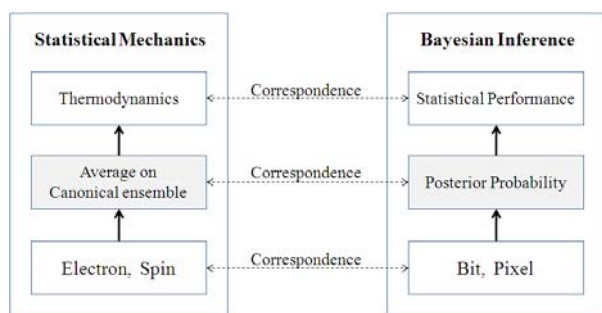 Statistical Mechanics
Bayesian Inference
Thermodynamics
Correspondence
Statistical Performance
Average on
Canonical ensemble
Correspondence
Posterior Probability
Electron, Spin
Correspondence
Bit, Pixel